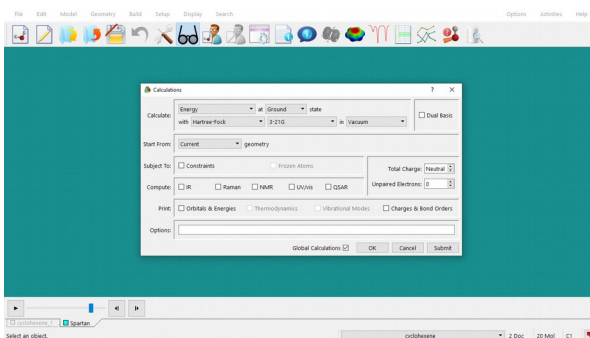 File Edit Model Geometry Build Setup Display Search Options Activities Help
Calculations ? ×
Calculate: Energy at Ground state
with Hartree-Fock 3-21G in Vacuum
Dual Basis
Start From: Current geometry
Subject To: Constraints Frozen Atoms
Total Charge: Neutral
Compute: IR Raman NMR UV/vis QSAR
Unpaired Electrons: 0
Print: Orbitals & Energies Thermodynamics Vibrational Modes Charges & Bond Orders
Options:
Global Calculations OK Cancel Submit
cyclohexene_1 Spartan
Select an object. cyclohexene 2 Doc 20 Mol C1